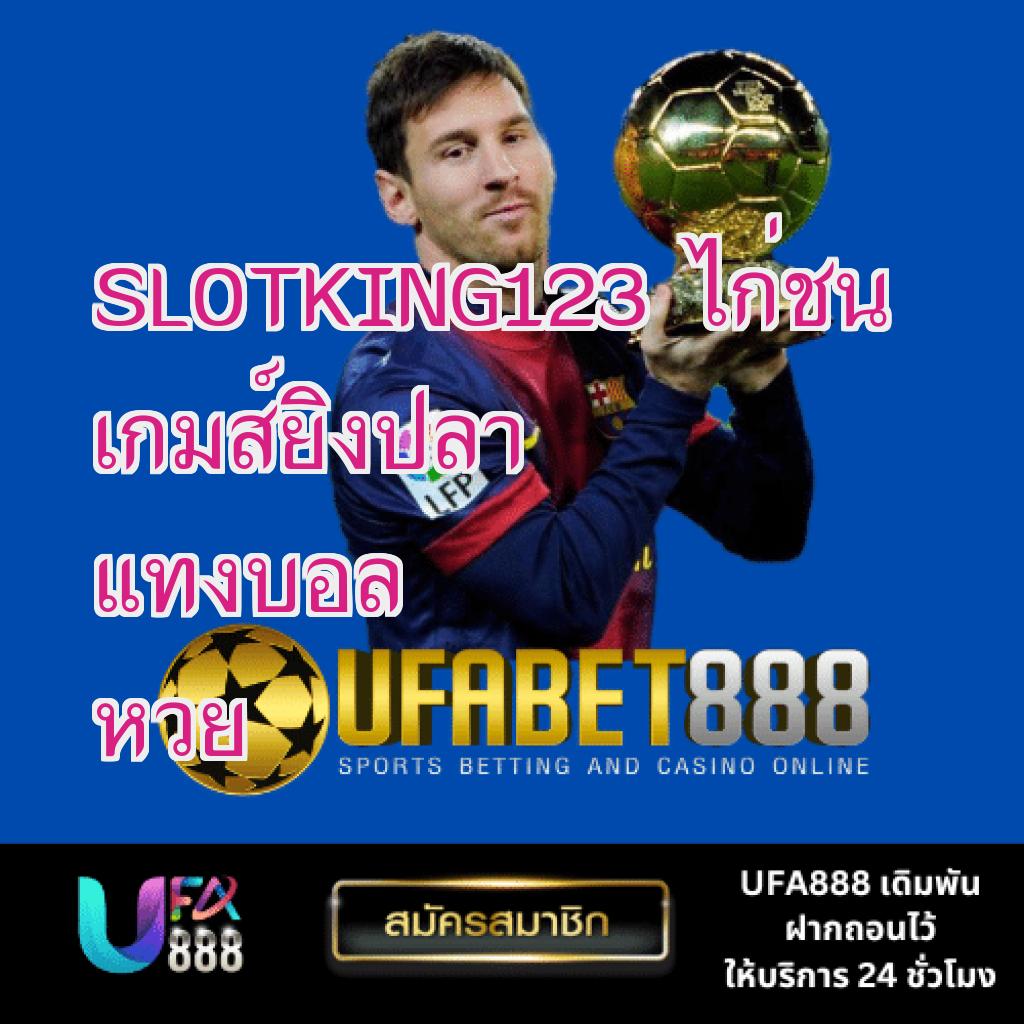 SLOTKING123 ไก่ชน
เกมส์ยิงปลา
LFP
แทงบอล
หวย
UFABET888
SPORTS BETTING AND CASINO ONLINE
UFA
888
สมัครสมาชิก
UFA888 เดิมพัน
ฝากถอนไว้
ให้บริการ 24 ชั่วโมง